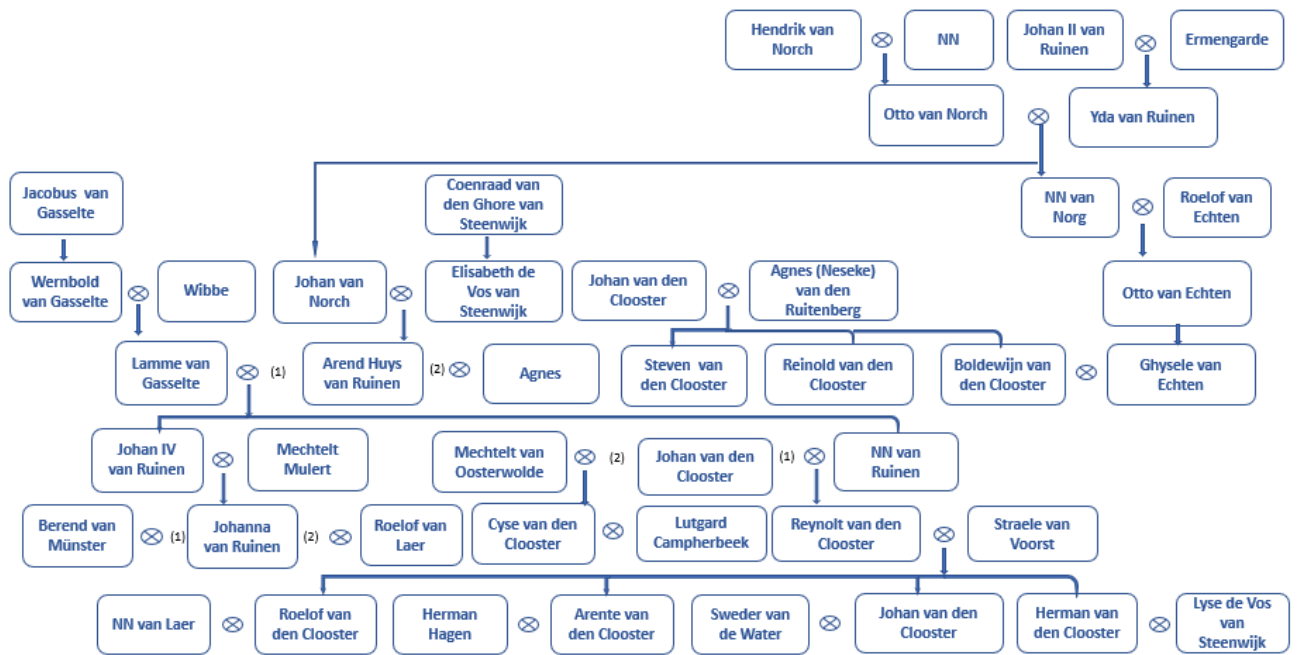 Hendrik van
Norch
NN
Johan II van
Ruinen
Ermengarde
Otto van Norch
Yda van Ruinen
Jacobus van
Gasselte
Coenraad van
den Ghore van
Steenwijk
NN van
Norg
Roelof van
Echten
Wernbold
van Gasselte
Wibbe
Johan van
Norch
Elisabeth de
Vos van
Steenwijk
Johan van den
Clooster
Agnes (Neseke)
van den
Ruitenberg
Otto van Echten
Lamme van
Gasselte
(1)
Arend Huys
van Ruinen
(2)
Agnes
Steven van
den Clooster
Reinold van den
Clooster
Boldewijn van
den Clooster
Ghysele van
Echten
Johan IV
van Ruinen
Mechtelt
Mulert
Mechtelt van
Oosterwolde
(2)
Johan van den
Clooster
(1)
NN van
Ruinen
Berend van
Münster
(1)
Johanna
van Ruinen
(2)
Roelof van
Laer
Cyse van den
Clooster
Lutgard
Campherbeek
Reynolt van den
Clooster
Straele van
Voorst
NN van Laer
Roelof van
den Clooster
Herman
Hagen
Arente van
den Clooster
Sweder van
de Water
Johan van den
Clooster
Herman van
den Clooster
Lyse de Vos
van
Steenwijk